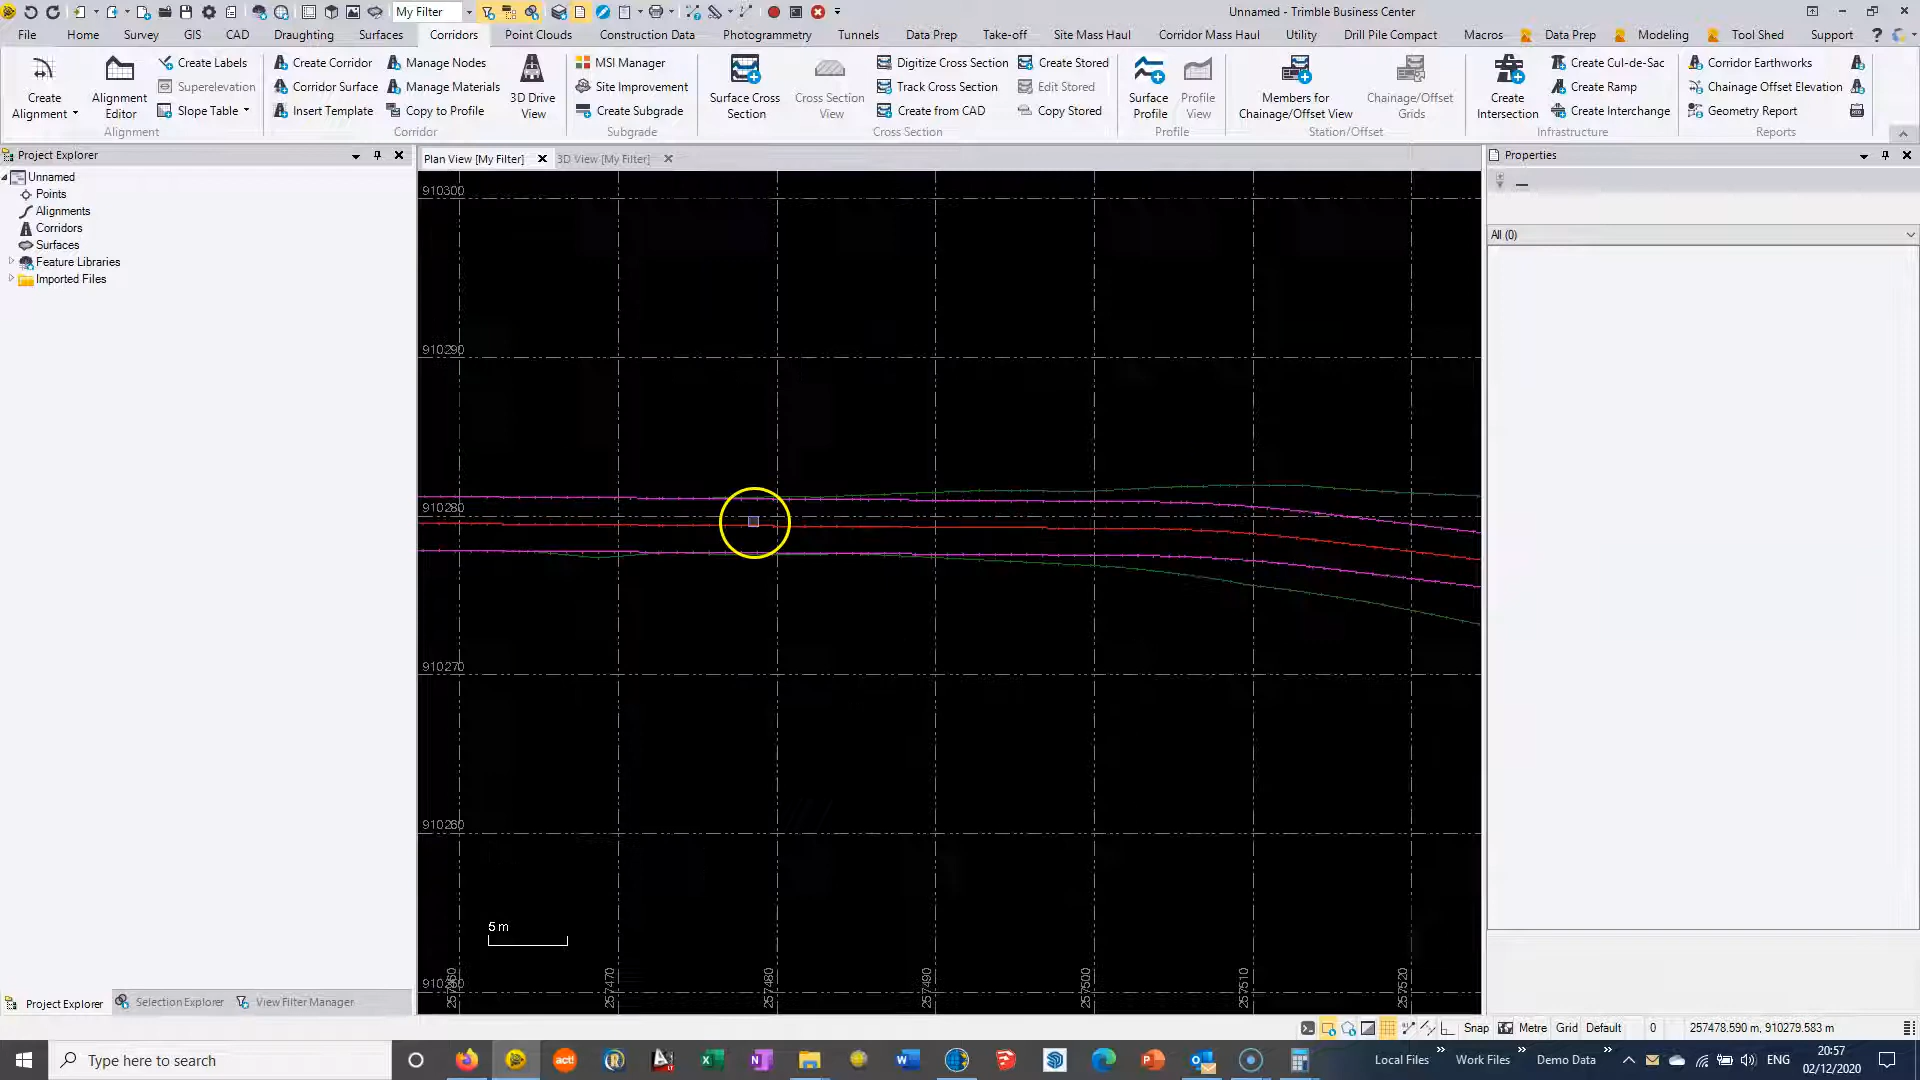 My Filter
Unnamed - Trimble Business Center
File Home Survey GIS CAD Draughting Surfaces Corridors Point Clouds Construction Data Photogrammetry Tunnels Data Prep Take-off Site Mass Haul Corridor Mass Haul Utility Drill Pile Compact Macros Data Prep Modeling Tool Shed Support
Create Alignment
Alignment Editor
Create Labels
Superelevation
Slope Table
Alignment
Create Corridor
Corridor Surface
Insert Template
Manage Nodes
Manage Materials
Copy to Profile
3D Drive View
Corridor
MSI Manager
Site Improvement
Create Subgrade
Subgrade
Surface Cross Section
Cross Section View
Digitize Cross Section
Track Cross Section
Create from CAD
Create Stored
Edit Stored
Copy Stored
Cross Section
Surface Profile
Profile View
Profile
Members for Chainage/Offset View
Chainage/Offset Grids
Station/Offset
Create Intersection
Create Cul-de-Sac
Create Ramp
Create Interchange
Infrastructure
Corridor Earthworks
Chainage Offset Elevation
Geometry Report
Reports
Project Explorer
Unnamed
Points
Alignments
Corridors
Surfaces
Feature Libraries
Imported Files
Plan View [My Filter]
3D View [My Filter]
910300
910290
910280
910270
910260
5 m
257470
257480
257490
257500
257510
257520
Properties
All (0)
Project Explorer
Selection Explorer
View Filter Manager
Snap Metre Grid Default 0 257478.590 m, 910279.583 m
Type here to search
act!
Local Files
Work Files
Demo Data
ENG
20:57
02/12/2020